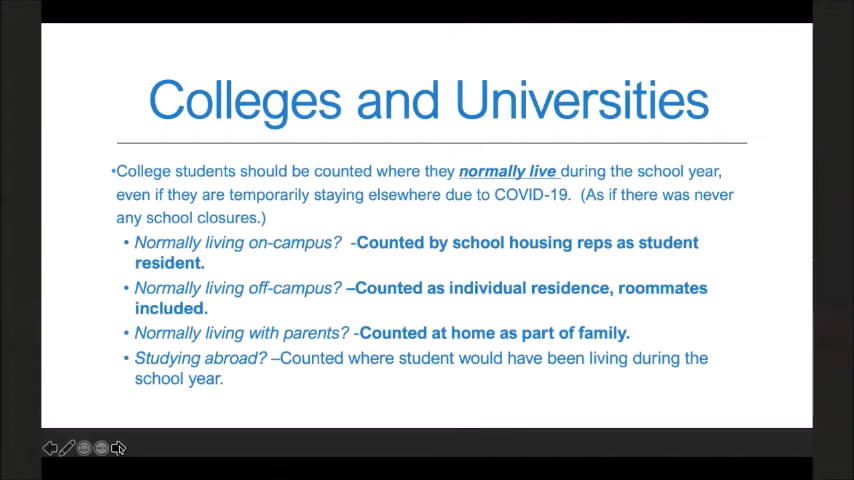 Colleges and Universities
•College students should be counted where they normally live during the school year,
even if they are temporarily staying elsewhere due to COVID-19. (As if there was never
any school closures.)
• Normally living on-campus? -Counted by school housing reps as student
resident.
• Normally living off-campus? –Counted as individual residence, roommates
included.
• Normally living with parents? -Counted at home as part of family.
• Studying abroad? –Counted where student would have been living during the
school year.